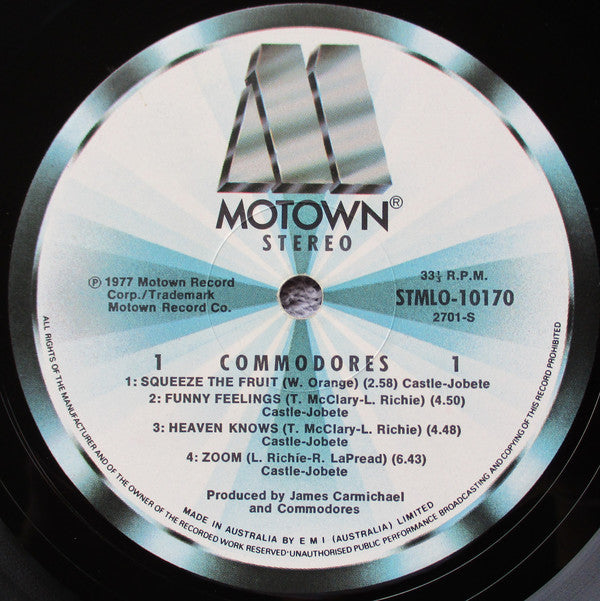 MOTOWN®
STEREO
℗ 1977 Motown Record
Corp./Trademark
Motown Record Co.
33⅓ R.P.M.
STMLO-10170
2701-S
1 COMMODORES 1
1: SQUEEZE THE FRUIT (W. Orange) (2.58) Castle-Jobete
2: FUNNY FEELINGS (T. McClary-L. Richie) (4.50)
Castle-Jobete
3: HEAVEN KNOWS (T. McClary-L. Richie) (4.48)
Castle-Jobete
4: ZOOM (L. Richie-R. LaPread) (6.43)
Castle-Jobete
Produced by James Carmichael
and Commodores
MADE IN AUSTRALIA BY E M I (AUSTRALIA) LIMITED
ALL RIGHTS OF THE MANUFACTURER AND OF THE OWNER OF THE RECORDED WORK RESERVED·UNAUTHORISED PUBLIC PERFORMANCE BROADCASTING AND COPYING OF THIS RECORD PROHIBITED